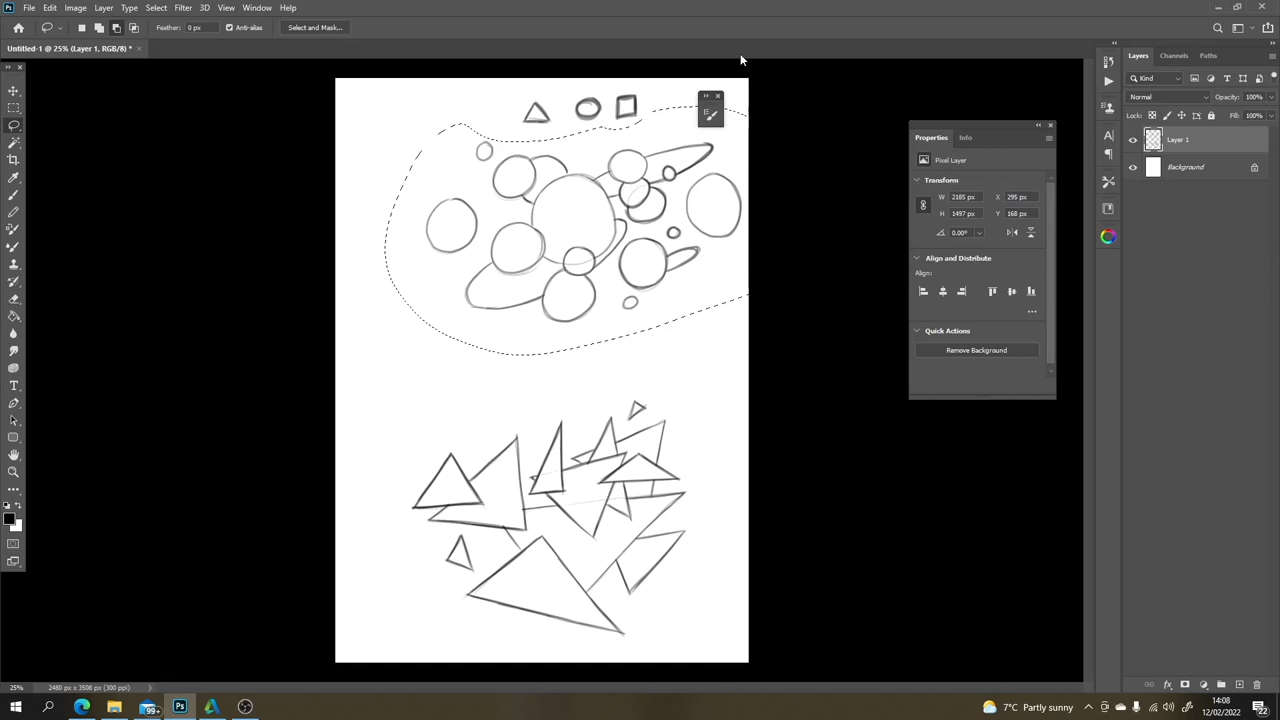 Ps File Edit Image Layer Type Select Filter 3D View Window Help
Feather: 0 px Anti-alias Select and Mask...
Untitled-1 @ 25% (Layer 1, RGB/8) *
Layers Channels Paths
Kind
Normal Opacity: 100%
Lock: Fill: 100%
Layer 1
Background
Properties Info
Pixel Layer
Transform
W 2185 px X 295 px
H 1497 px Y 168 px
0.00°
Align and Distribute
Align:
Quick Actions
Remove Background
25% 2480 px x 3508 px (300 ppi)
99+ Ps 7°C Partly sunny 14:08
12/02/2022 22